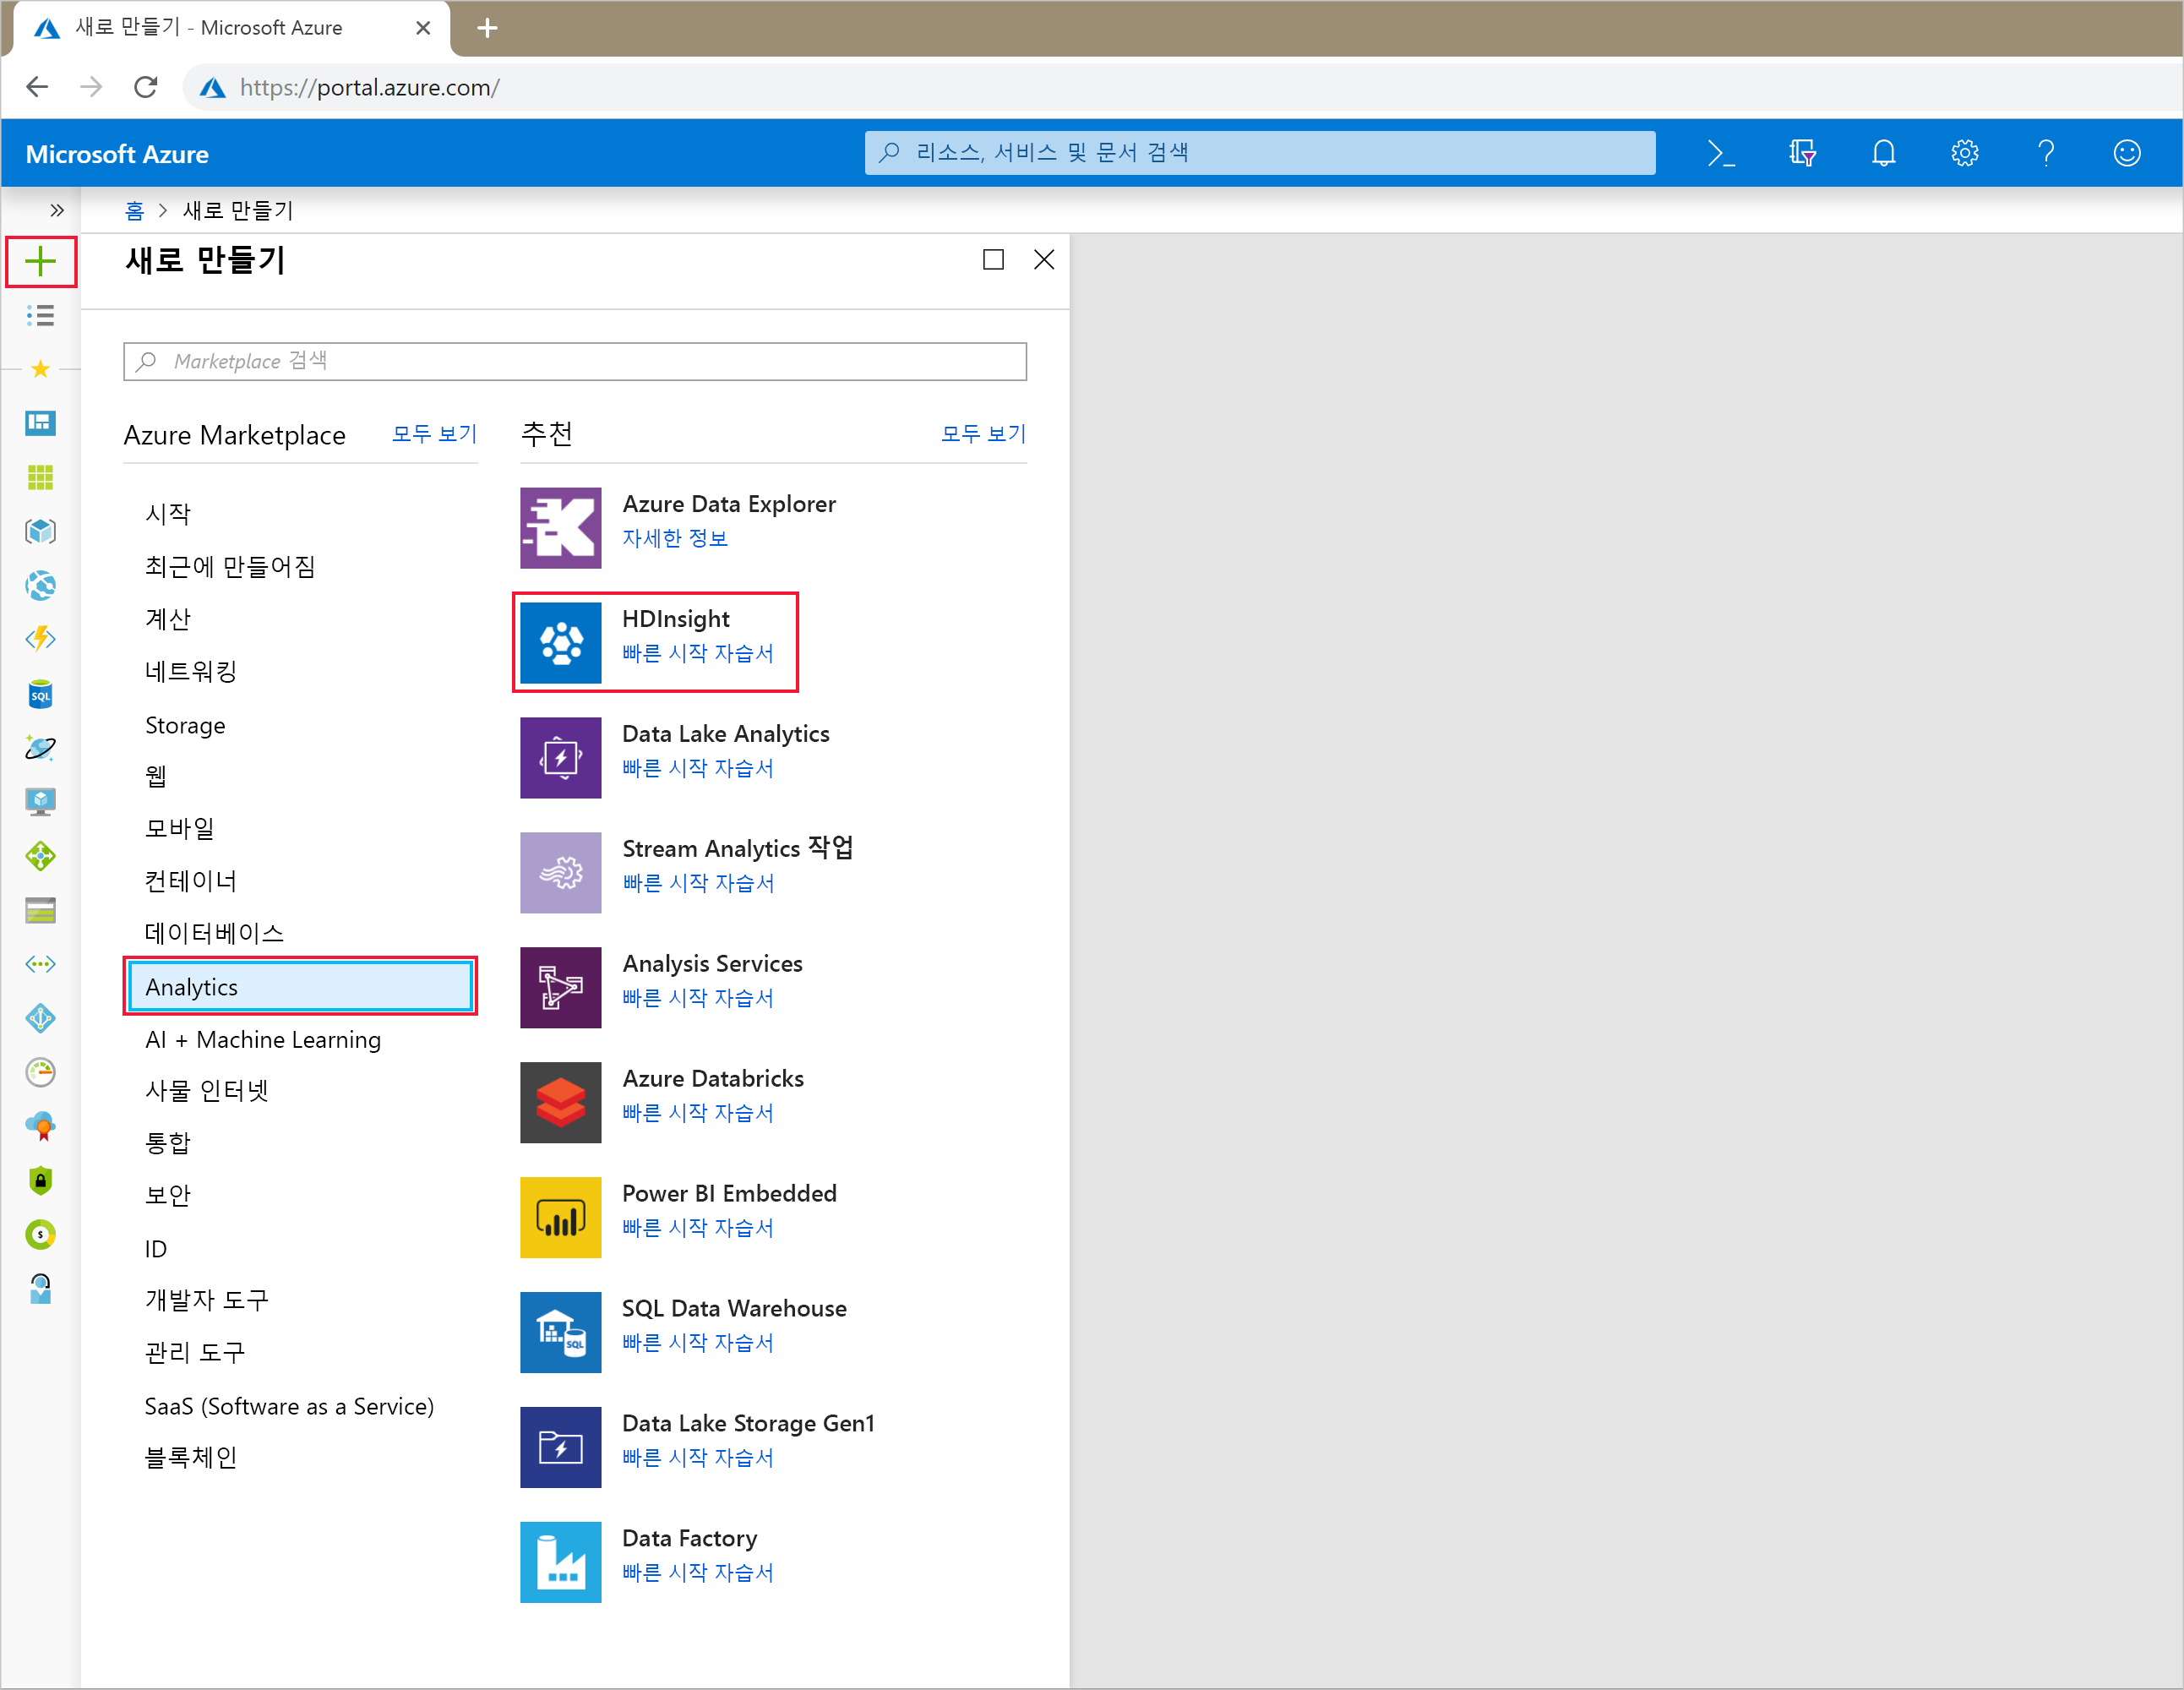 새로 만들기 - Microsoft Azure
https://portal.azure.com/
Microsoft Azure
리소스, 서비스 및 문서 검색
홈 > 새로 만들기
새로 만들기
Marketplace 검색
Azure Marketplace
모두 보기
시작
최근에 만들어짐
계산
네트워킹
Storage
웹
모바일
컨테이너
데이터베이스
Analytics
AI + Machine Learning
사물 인터넷
통합
보안
ID
개발자 도구
관리 도구
SaaS (Software as a Service)
블록체인
추천
모두 보기
Azure Data Explorer
자세한 정보
HDInsight
빠른 시작 자습서
Data Lake Analytics
빠른 시작 자습서
Stream Analytics 작업
빠른 시작 자습서
Analysis Services
빠른 시작 자습서
Azure Databricks
빠른 시작 자습서
Power BI Embedded
빠른 시작 자습서
SQL Data Warehouse
빠른 시작 자습서
Data Lake Storage Gen1
빠른 시작 자습서
Data Factory
빠른 시작 자습서
SQL
SQL